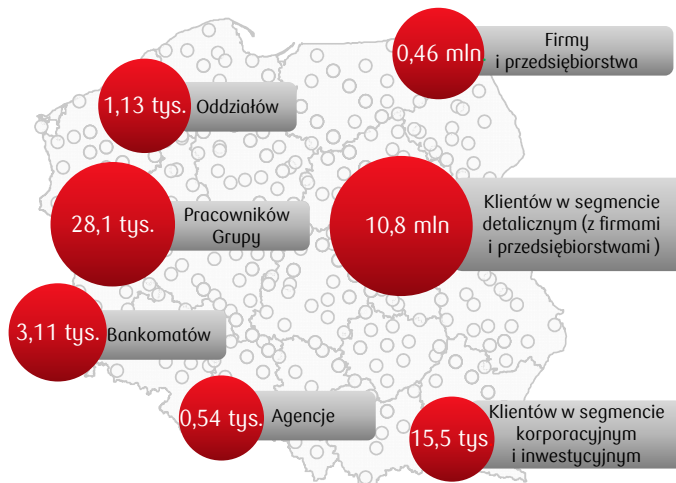 0,46 mln
Firmy
i przedsiębiorstwa
1,13 tys.
Oddziałów
28,1 tys.
Pracowników
Grupy
10,8 mln
Klientów w segmencie
detalicznym (z firmami
i przedsiębiorstwami )
3,11 tys.
Bankomatów
0,54 tys.
Agencje
15,5 tys
Klientów w segmencie
korporacyjnym
i inwestycyjnym